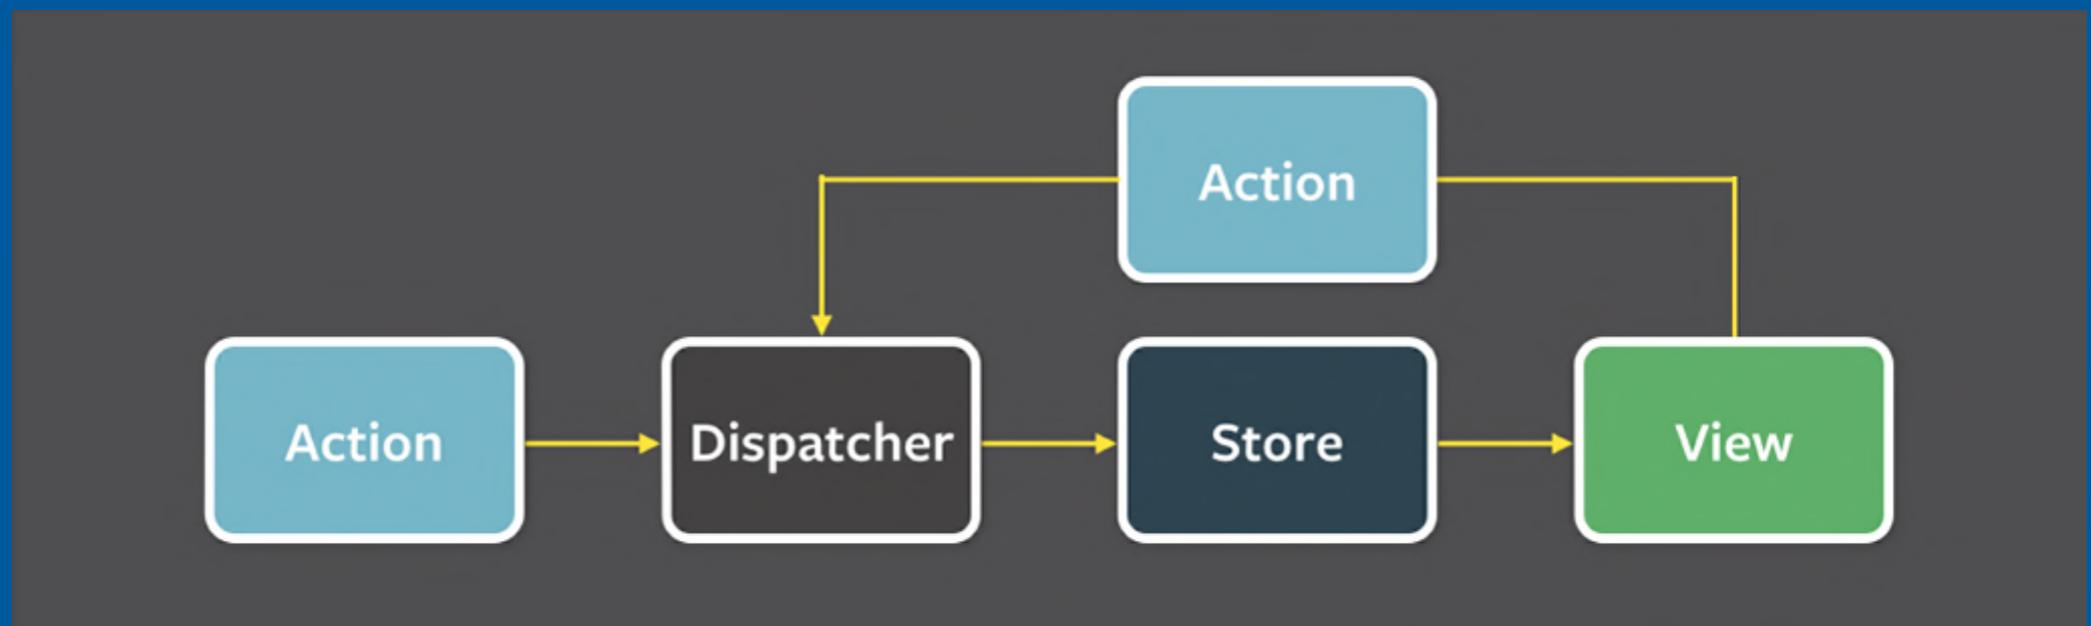 Action
Action
Dispatcher
Store
View